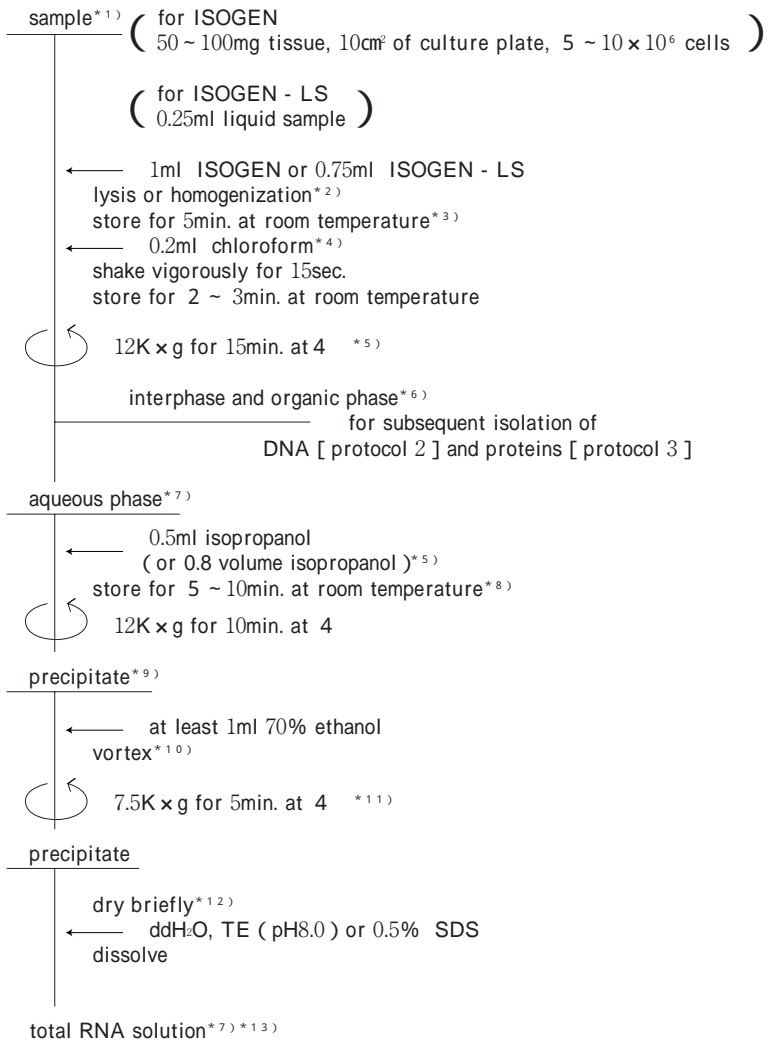 sample*1) ( for ISOGEN
50 ~ 100mg tissue, 10cm² of culture plate, 5 ~ 10 × 10⁶ cells )
( for ISOGEN - LS
0.25ml liquid sample )
1ml ISOGEN or 0.75ml ISOGEN - LS
lysis or homogenization*2)
store for 5min. at room temperature*3)
0.2ml chloroform*4)
shake vigorously for 15sec.
store for 2 ~ 3min. at room temperature
12K × g for 15min. at 4 *5)
interphase and organic phase*6)
for subsequent isolation of
DNA [ protocol 2 ] and proteins [ protocol 3 ]
aqueous phase*7)
0.5ml isopropanol
( or 0.8 volume isopropanol )*5)
store for 5 ~ 10min. at room temperature*8)
12K × g for 10min. at 4
precipitate*9)
at least 1ml 70% ethanol
vortex*10)
7.5K × g for 5min. at 4 *11)
precipitate
dry briefly*12)
ddH₂O, TE ( pH8.0 ) or 0.5% SDS
dissolve
total RNA solution*7)*13)